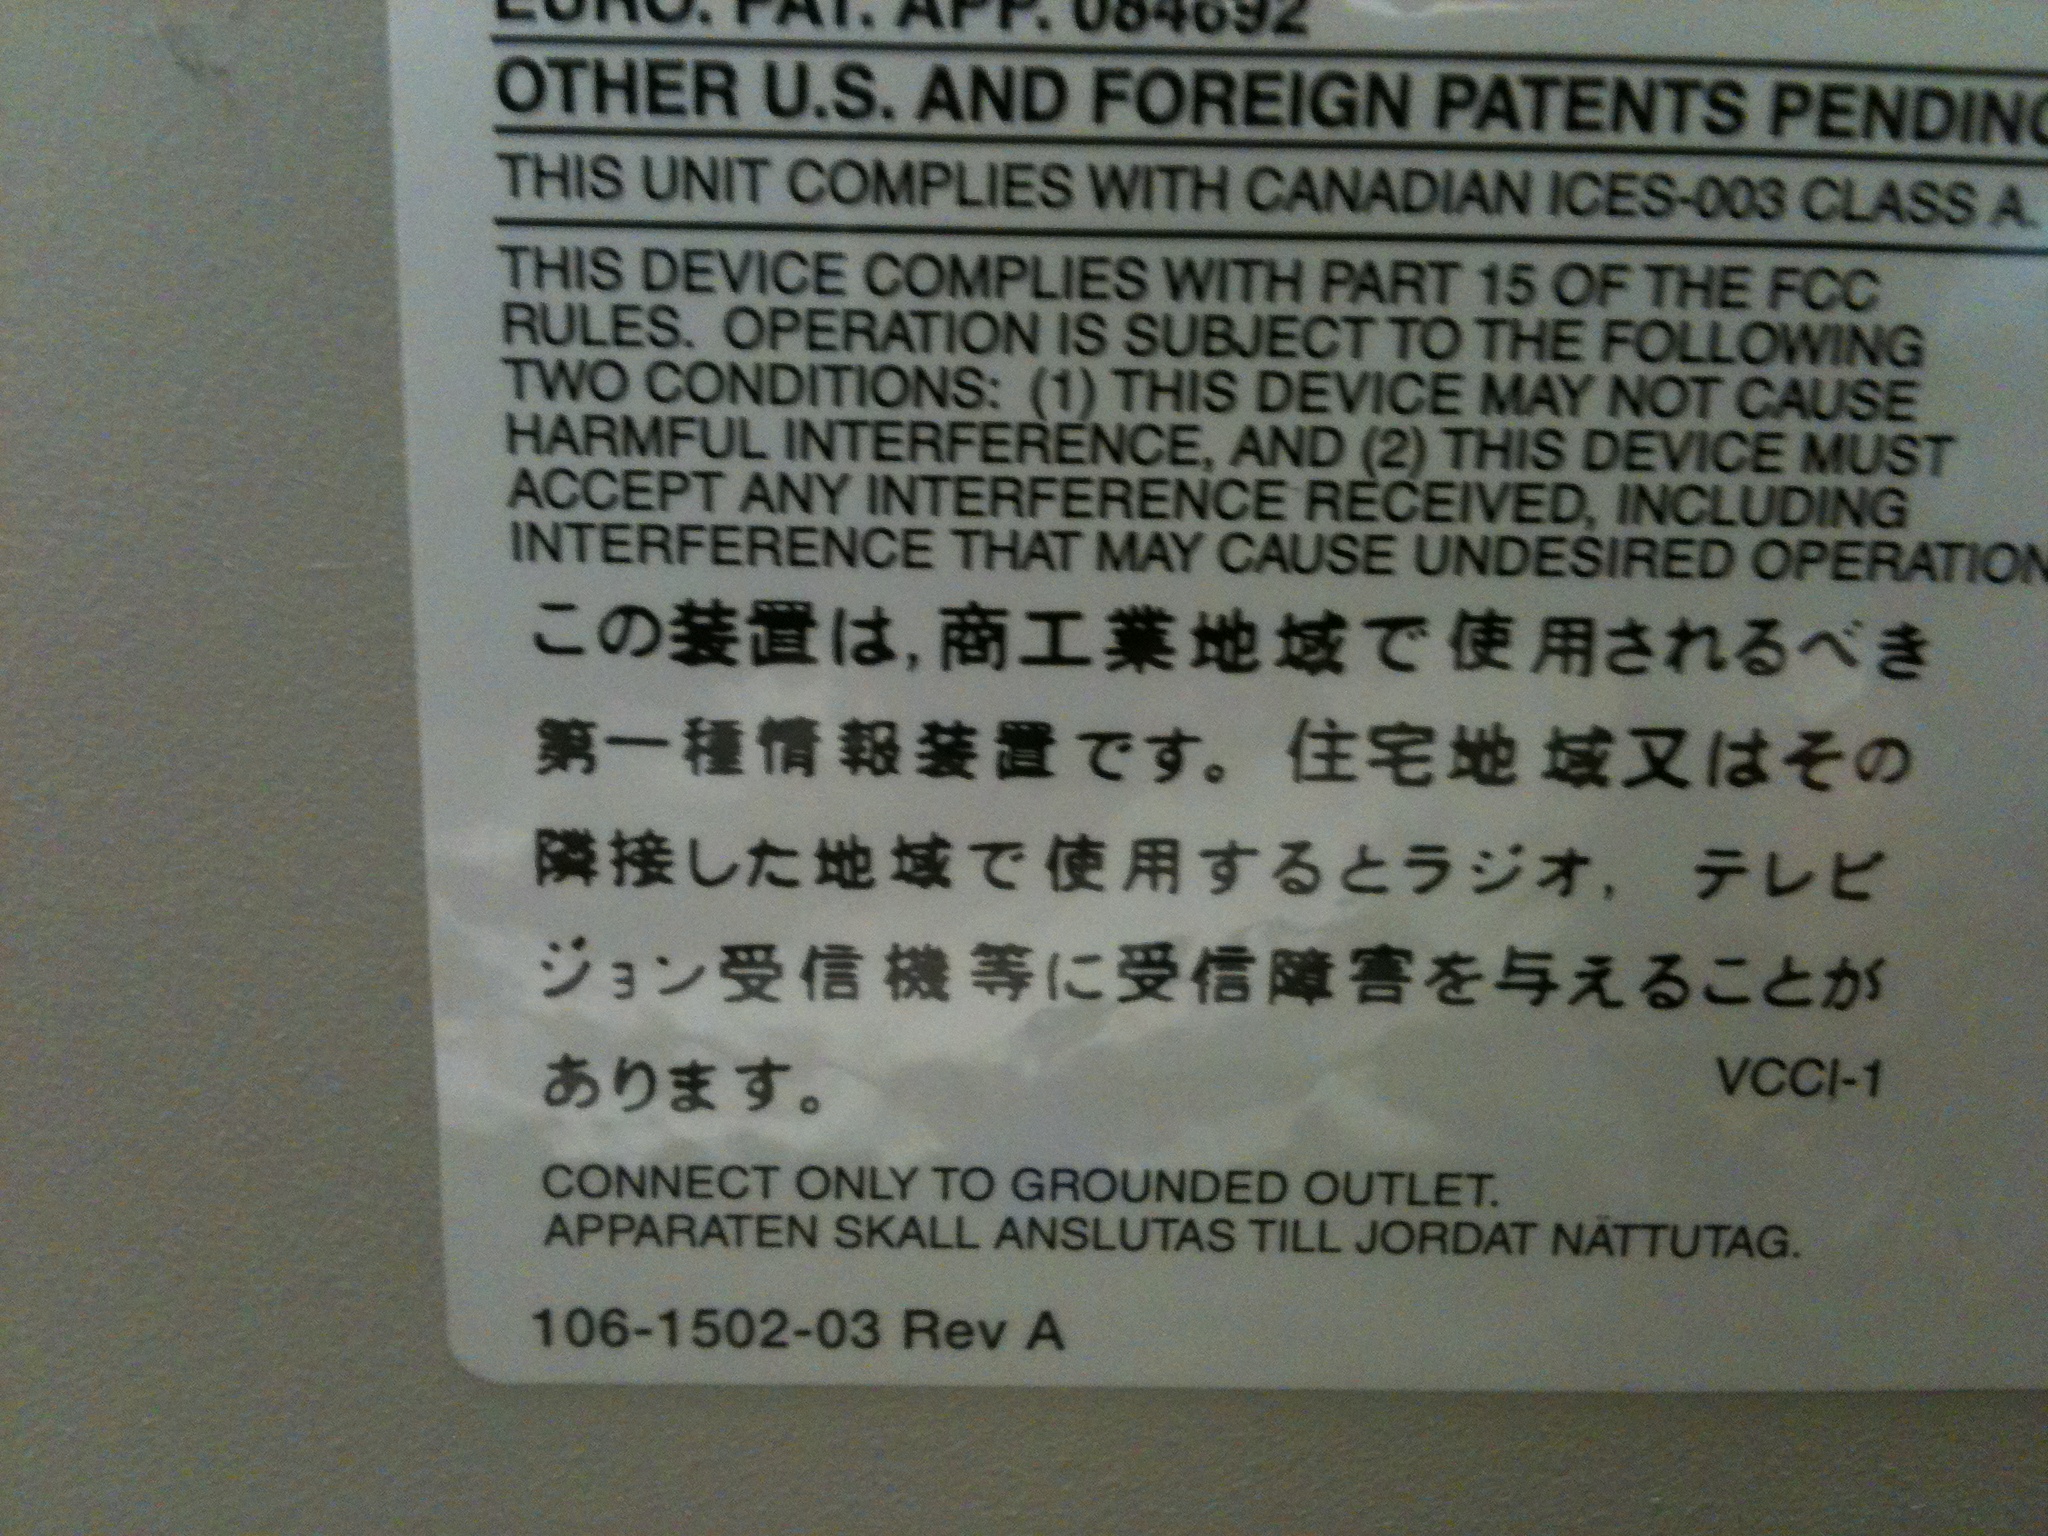 EURO. PAT. APP. 084692
OTHER U.S. AND FOREIGN PATENTS PENDING
THIS UNIT COMPLIES WITH CANADIAN ICES-003 CLASS A.
THIS DEVICE COMPLIES WITH PART 15 OF THE FCC
RULES. OPERATION IS SUBJECT TO THE FOLLOWING
TWO CONDITIONS: (1) THIS DEVICE MAY NOT CAUSE
HARMFUL INTERFERENCE, AND (2) THIS DEVICE MUST
ACCEPT ANY INTERFERENCE RECEIVED, INCLUDING
INTERFERENCE THAT MAY CAUSE UNDESIRED OPERATION
この装置は,商工業地域で使用されるべき
第一種情報装置です。 住宅地域又はその
隣接した地域で使用するとラジオ, テレビ
ジョン受信機等に受信障害を与えることが
あります。 VCCI-1
CONNECT ONLY TO GROUNDED OUTLET.
APPARATEN SKALL ANSLUTAS TILL JORDAT NÄTTUTAG.
106-1502-03 Rev A